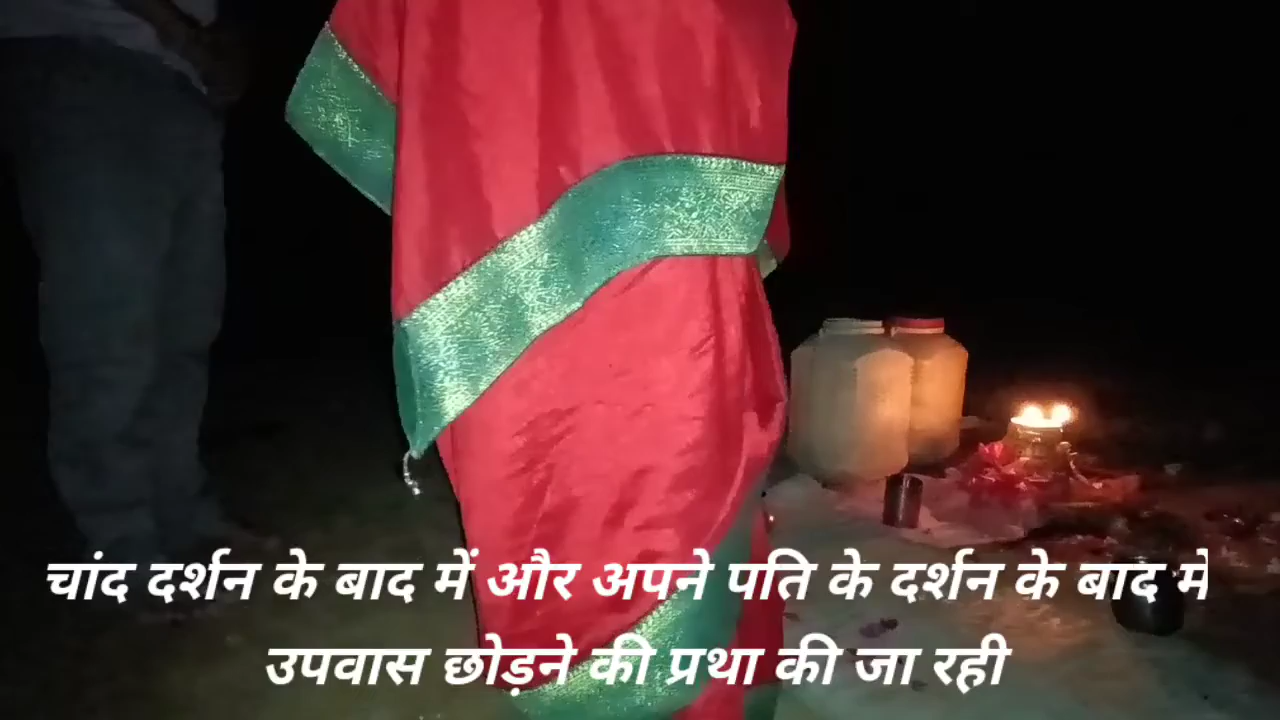 चांद दर्शन के बाद में और अपने पति के दर्शन के बाद मे
उपवास छोड़ने की प्रथा की जा रही